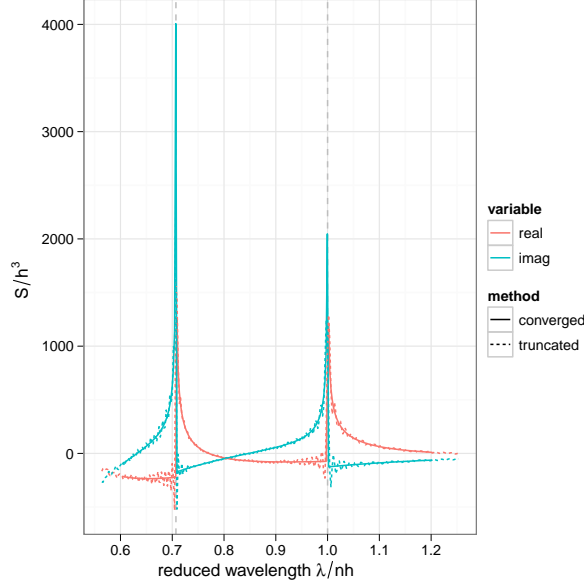 4000
3000
2000
1000
0
S/h³
0.6 0.7 0.8 0.9 1.0 1.1 1.2
reduced wavelength λ/nh
variable
real
imag
method
converged
truncated